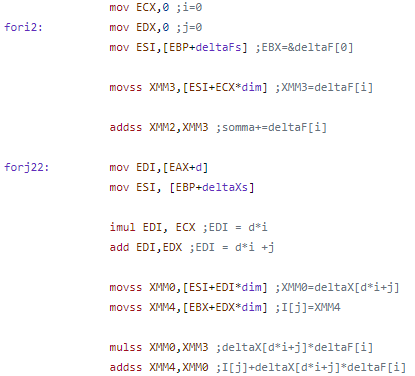 mov ECX,0 ;i=0
fori2: mov EDX,0 ;j=0
mov ESI,[EBP+deltaFs] ;EBX=&deltaF[0]
movss XMM3,[ESI+ECX*dim] ;XMM3=deltaF[i]
addss XMM2,XMM3 ;somma+=deltaF[i]
forj22: mov EDI,[EAX+d]
mov ESI, [EBP+deltaXs]
imul EDI, ECX ;EDI = d*i
add EDI,EDX ;EDI = d*i +j
movss XMM0,[ESI+EDI*dim] ;XMM0=deltaX[d*i+j]
movss XMM4,[EBX+EDX*dim] ;I[j]=XMM4
mulss XMM0,XMM3 ;deltaX[d*i+j]*deltaF[i]
addss XMM4,XMM0 ;I[j]+deltaX[d*i+j]*deltaF[i]